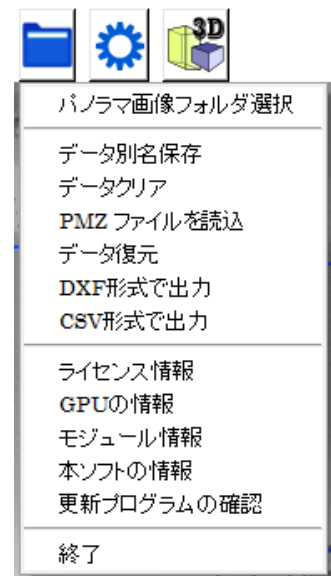 3D
パノラマ画像フォルダ選択
データ別名保存
データクリア
PMZ ファイルを読込
データ復元
DXF形式で出力
CSV形式で出力
ライセンス情報
GPUの情報
モジュール情報
本ソフトの情報
更新プログラムの確認
終了